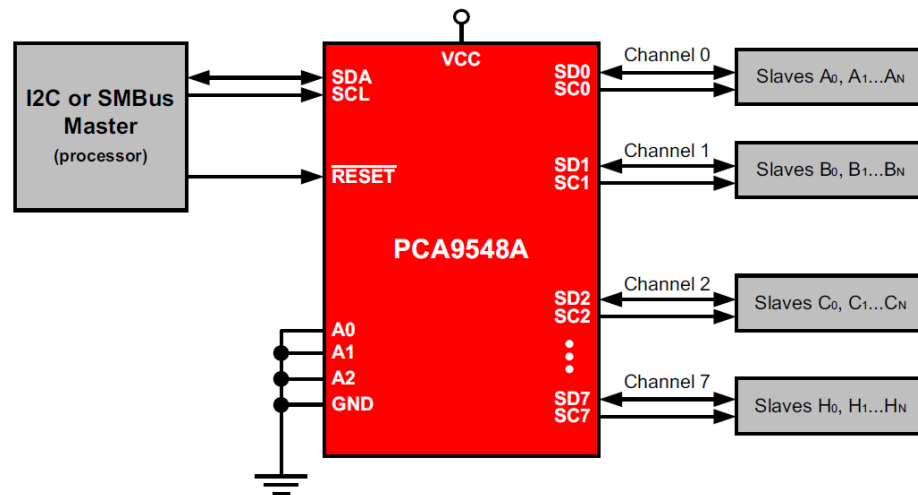 I2C or SMBus
Master
(processor)
VCC
SDA
SCL
RESET
PCA9548A
A0
A1
A2
GND
SD0
SC0
SD1
SC1
SD2
SC2
SD7
SC7
Channel 0
Slaves A₀, A₁...Aₙ
Channel 1
Slaves B₀, B₁...Bₙ
Channel 2
Slaves C₀, C₁...Cₙ
Channel 7
Slaves H₀, H₁...Hₙ